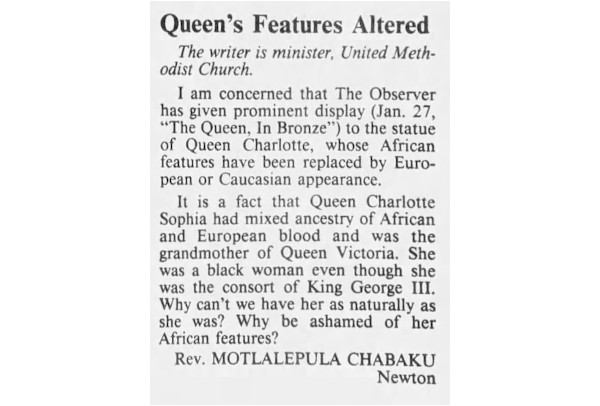 Queen's Features Altered
The writer is minister, United Meth-
odist Church.
I am concerned that The Observer
has given prominent display (Jan. 27,
"The Queen, In Bronze") to the statue
of Queen Charlotte, whose African
features have been replaced by Euro-
pean or Caucasian appearance.
It is a fact that Queen Charlotte
Sophia had mixed ancestry of African
and European blood and was the
grandmother of Queen Victoria. She
was a black woman even though she
was the consort of King George III.
Why can't we have her as naturally as
she was? Why be ashamed of her
African features?
Rev. MOTLALEPULA CHABAKU
Newton